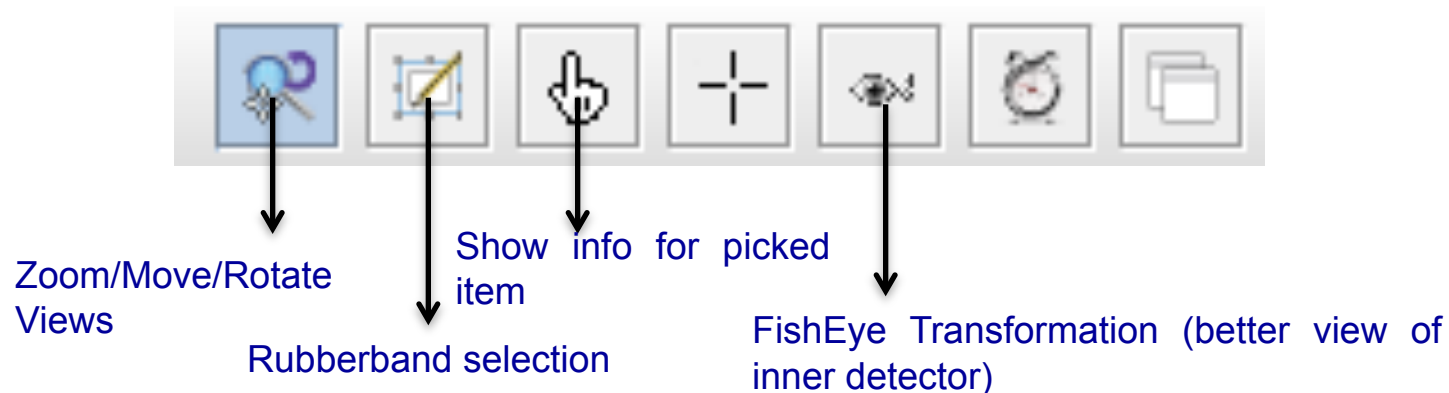 Zoom/Move/Rotate
Views
Rubberband selection
Show info for picked
item
FishEye Transformation (better view of
inner detector)